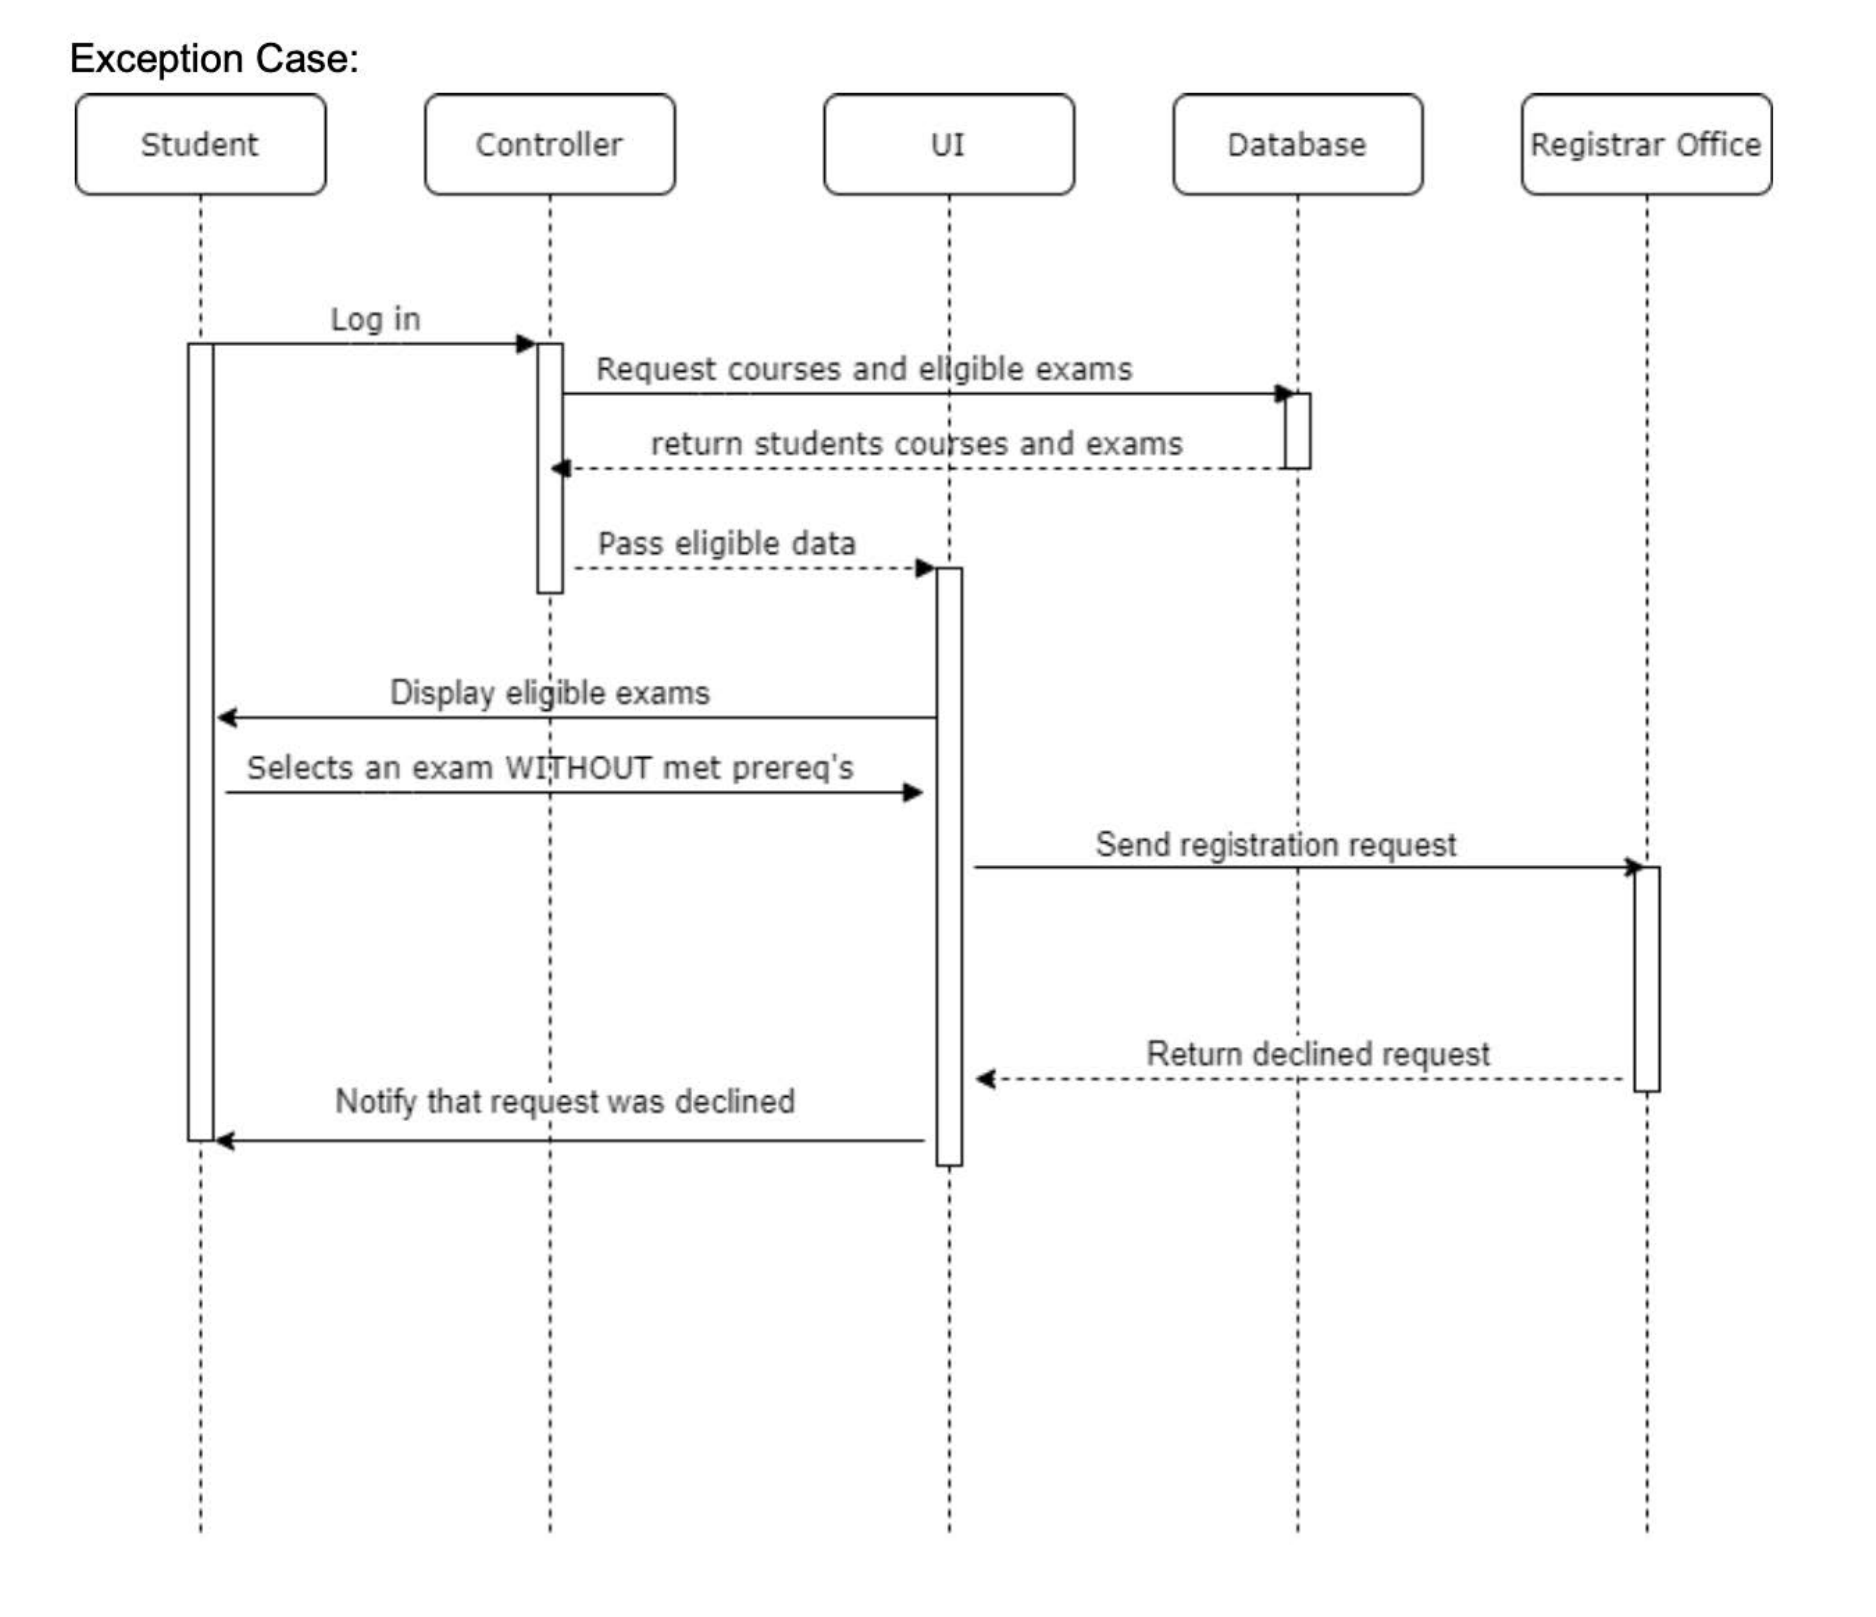 Exception Case:
Student
Controller
UI
Database
Registrar Office
Log in
Request courses and eligible exams
return students courses and exams
Pass eligible data
Display eligible exams
Selects an exam WITHOUT met prereq's
Send registration request
Return declined request
Notify that request was declined